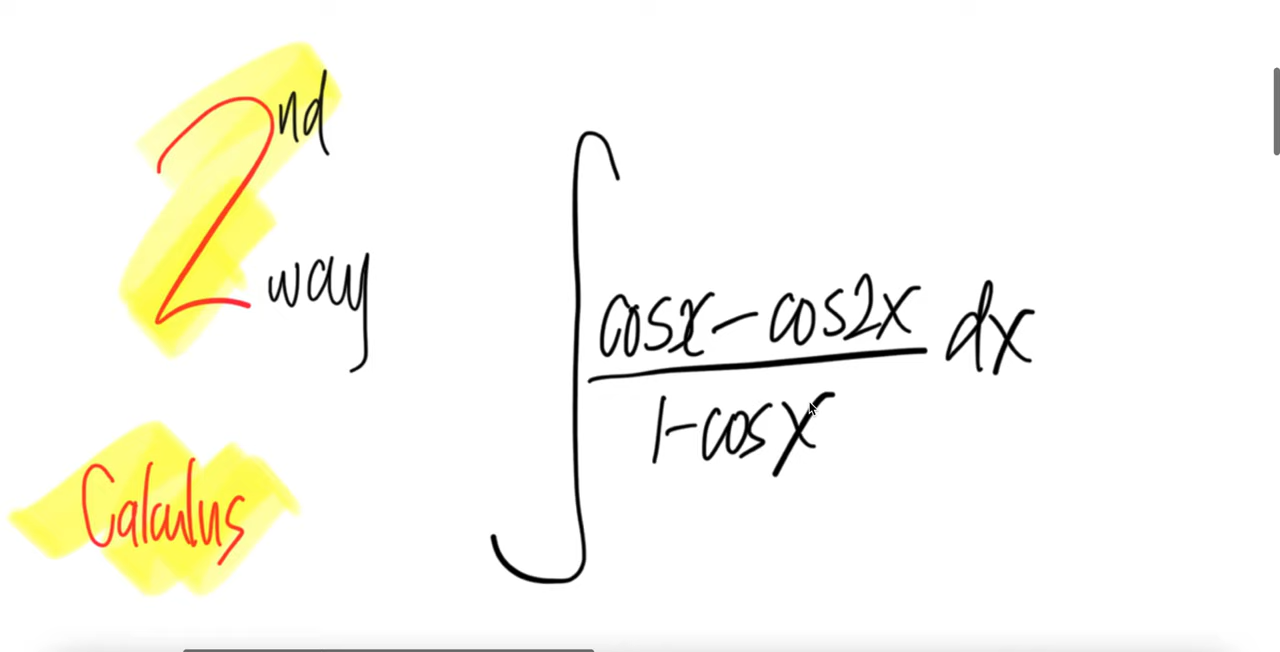 2nd
way
Calculus
∫ (cosx - cos2x)/(1 - cosx) dx